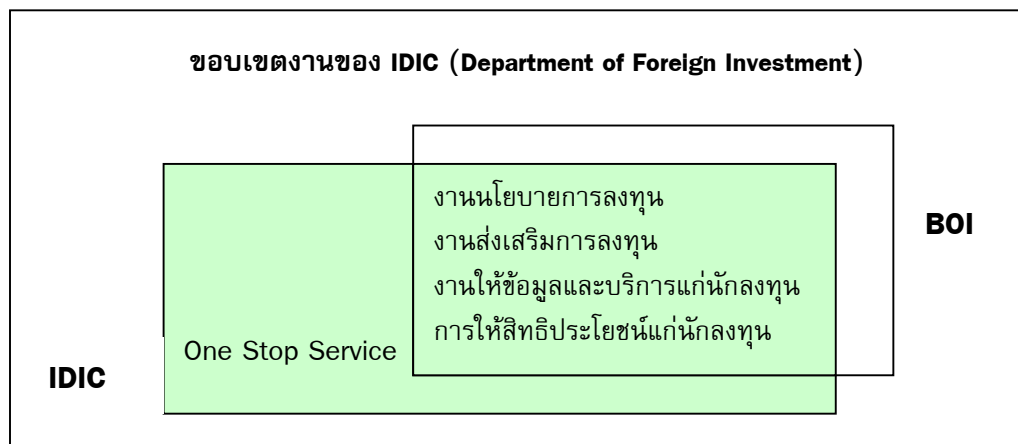 ขอบเขตงานของ IDIC (Department of Foreign Investment)
งานนโยบายการลงทุน
งานส่งเสริมการลงทุน
งานให้ข้อมูลและบริการแก่นักลงทุน
การให้สิทธิประโยชน์แก่นักลงทุน
BOI
One Stop Service
IDIC